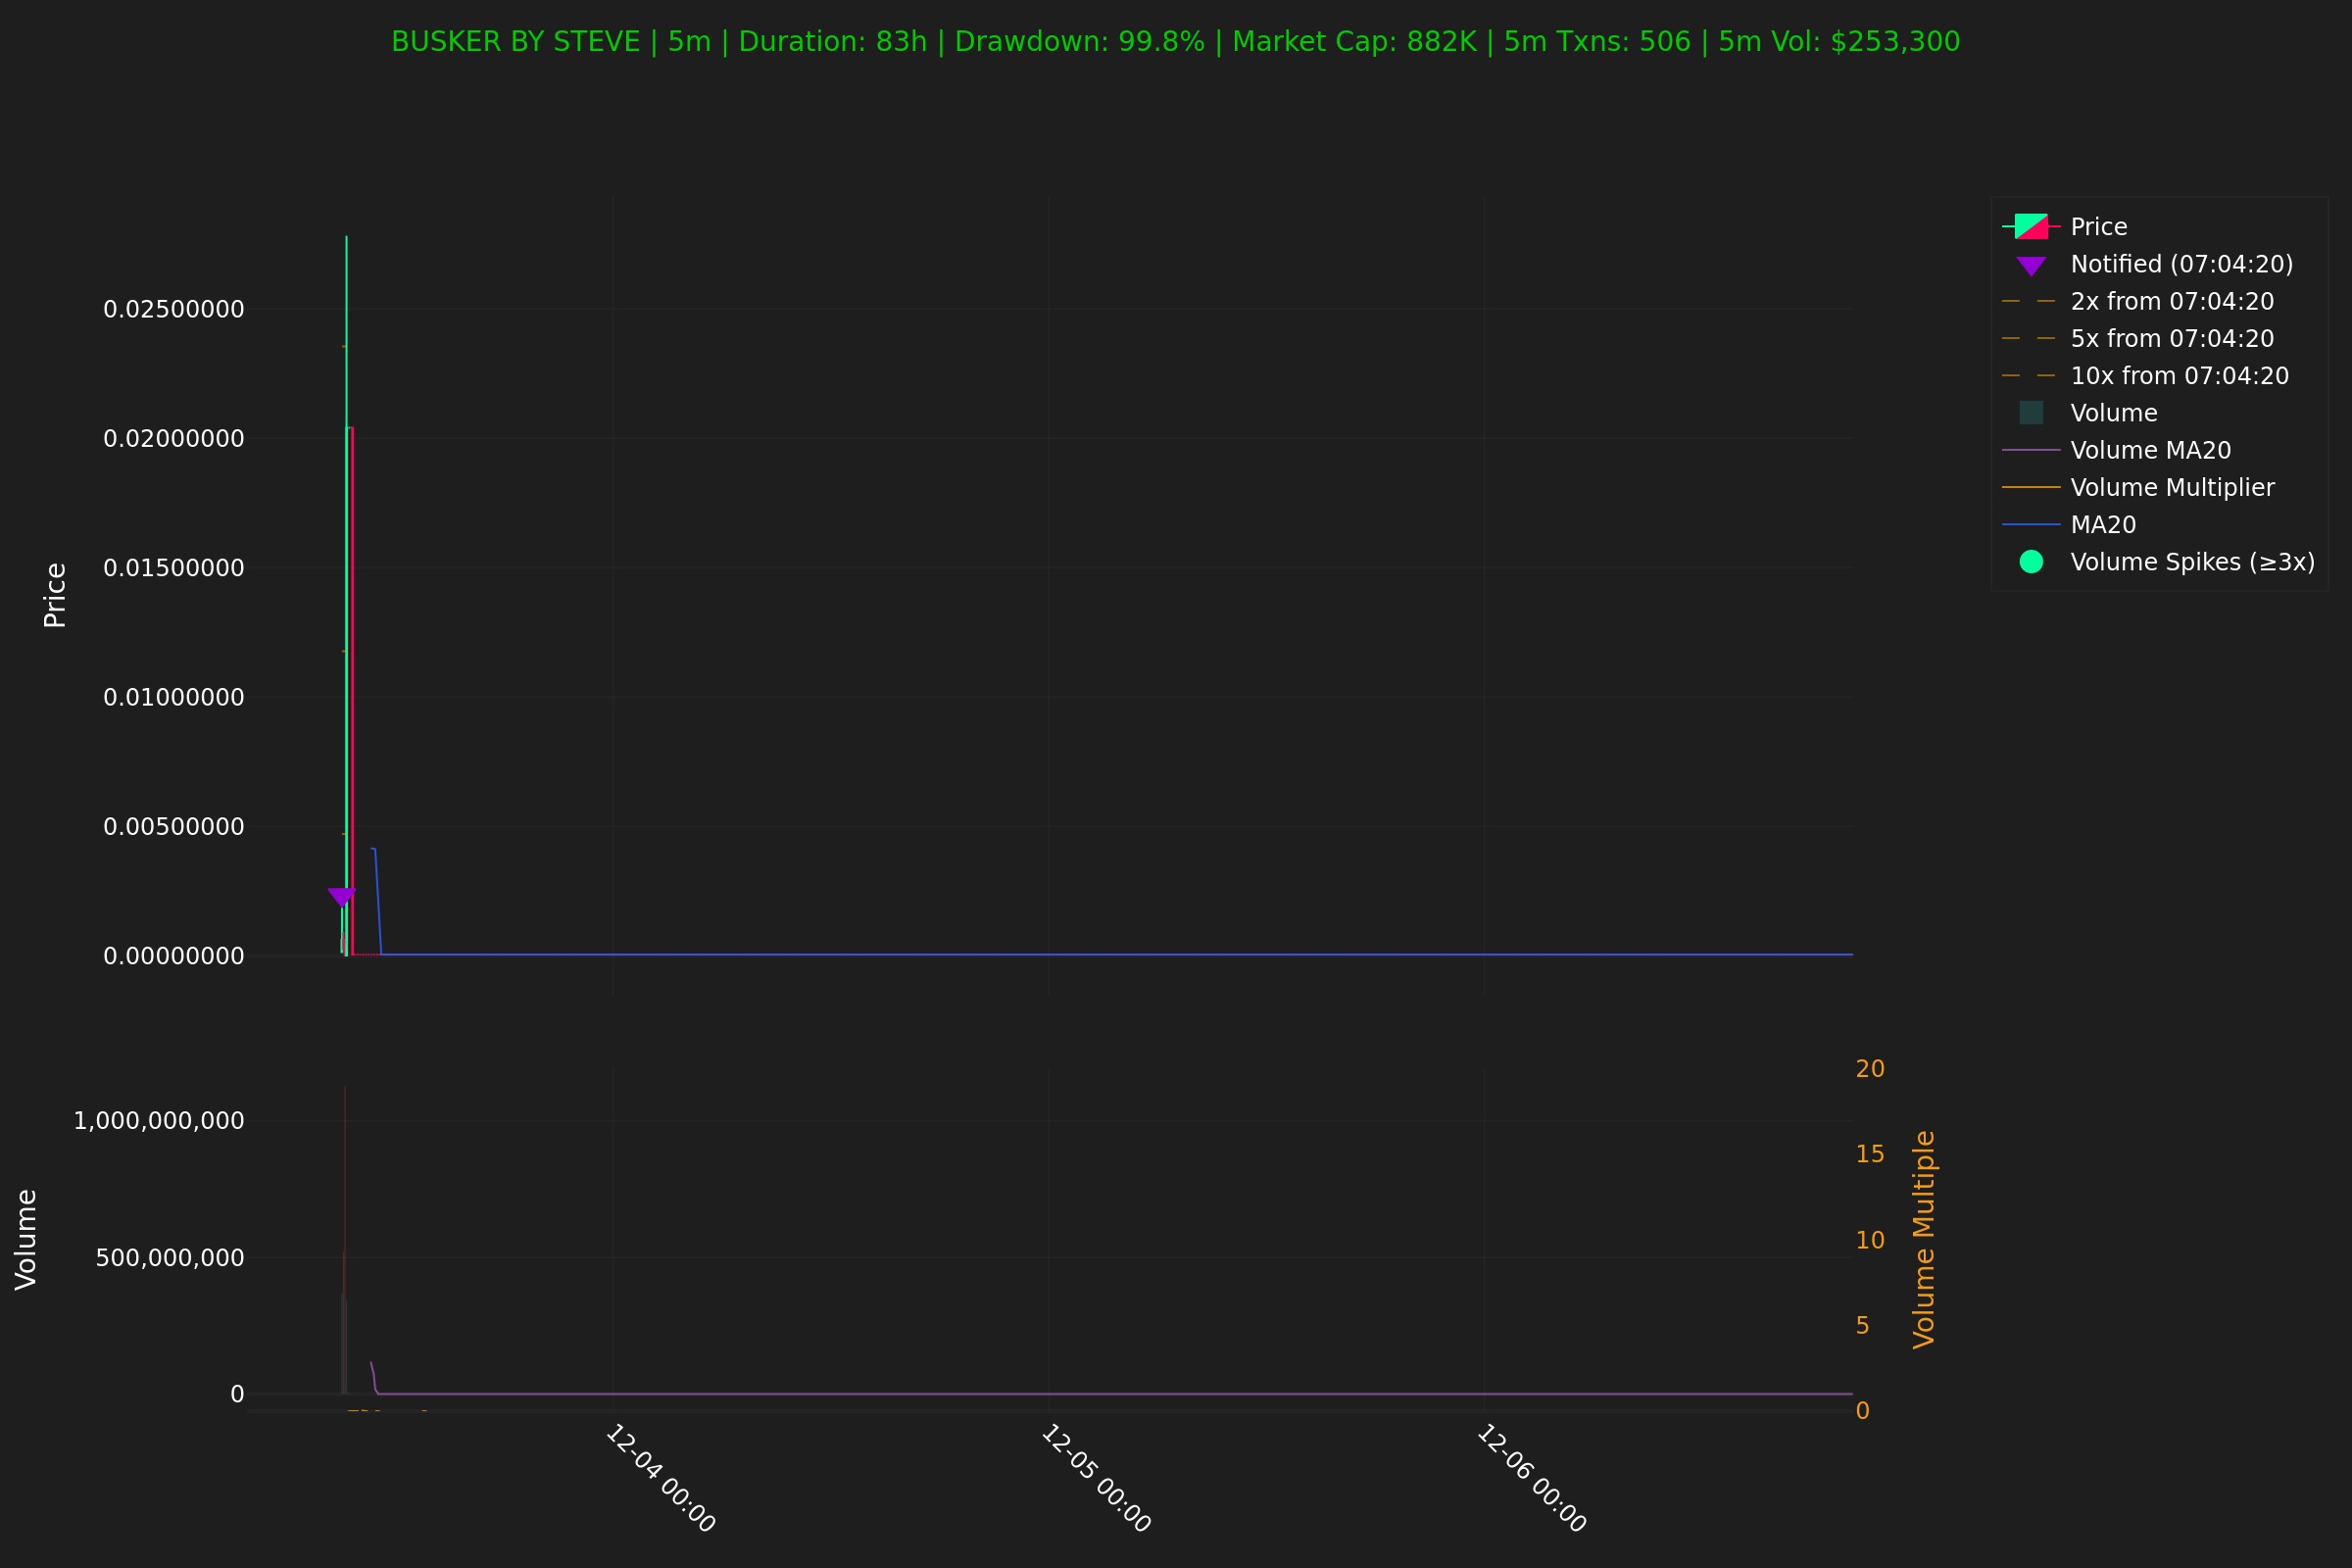 BUSKER BY STEVE | 5m | Duration: 83h | Drawdown: 99.8% | Market Cap: 882K | 5m Txns: 506 | 5m Vol: $253,300
Price
0.02500000
0.02000000
0.01500000
0.01000000
0.00500000
0.00000000
Price
Notified (07:04:20)
2x from 07:04:20
5x from 07:04:20
10x from 07:04:20
Volume
Volume MA20
Volume Multiplier
MA20
Volume Spikes (≥3x)
Volume
1,000,000,000
500,000,000
0
20
15
10
5
0
Volume Multiple
12-04 00:00
12-05 00:00
12-06 00:00